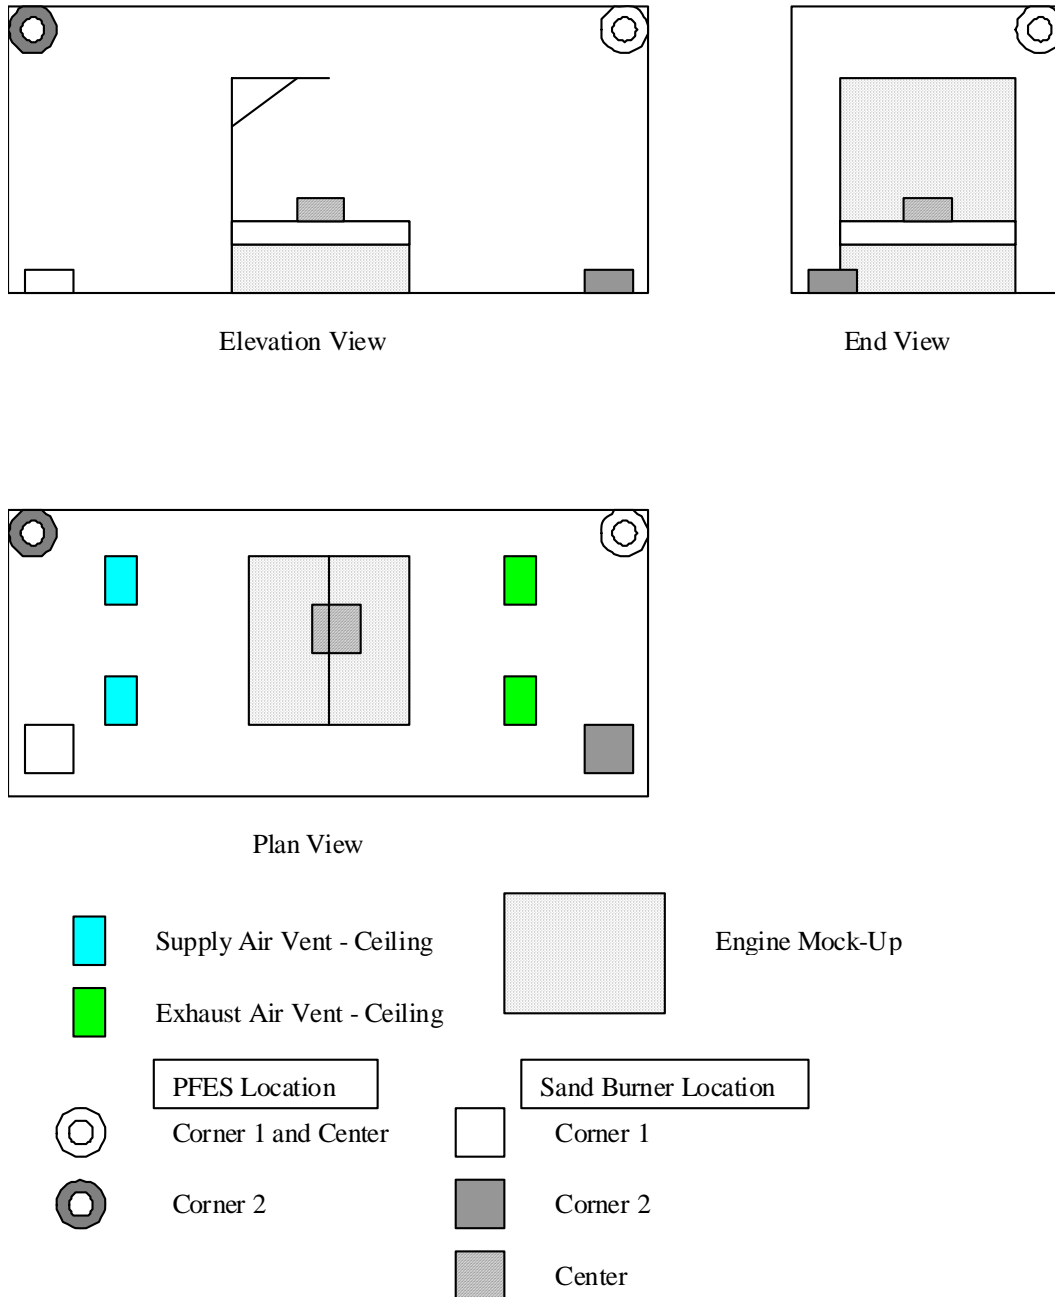 Elevation View
End View
Plan View
Supply Air Vent - Ceiling
Engine Mock-Up
Exhaust Air Vent - Ceiling
PFES Location
Sand Burner Location
Corner 1 and Center
Corner 1
Corner 2
Corner 2
Center